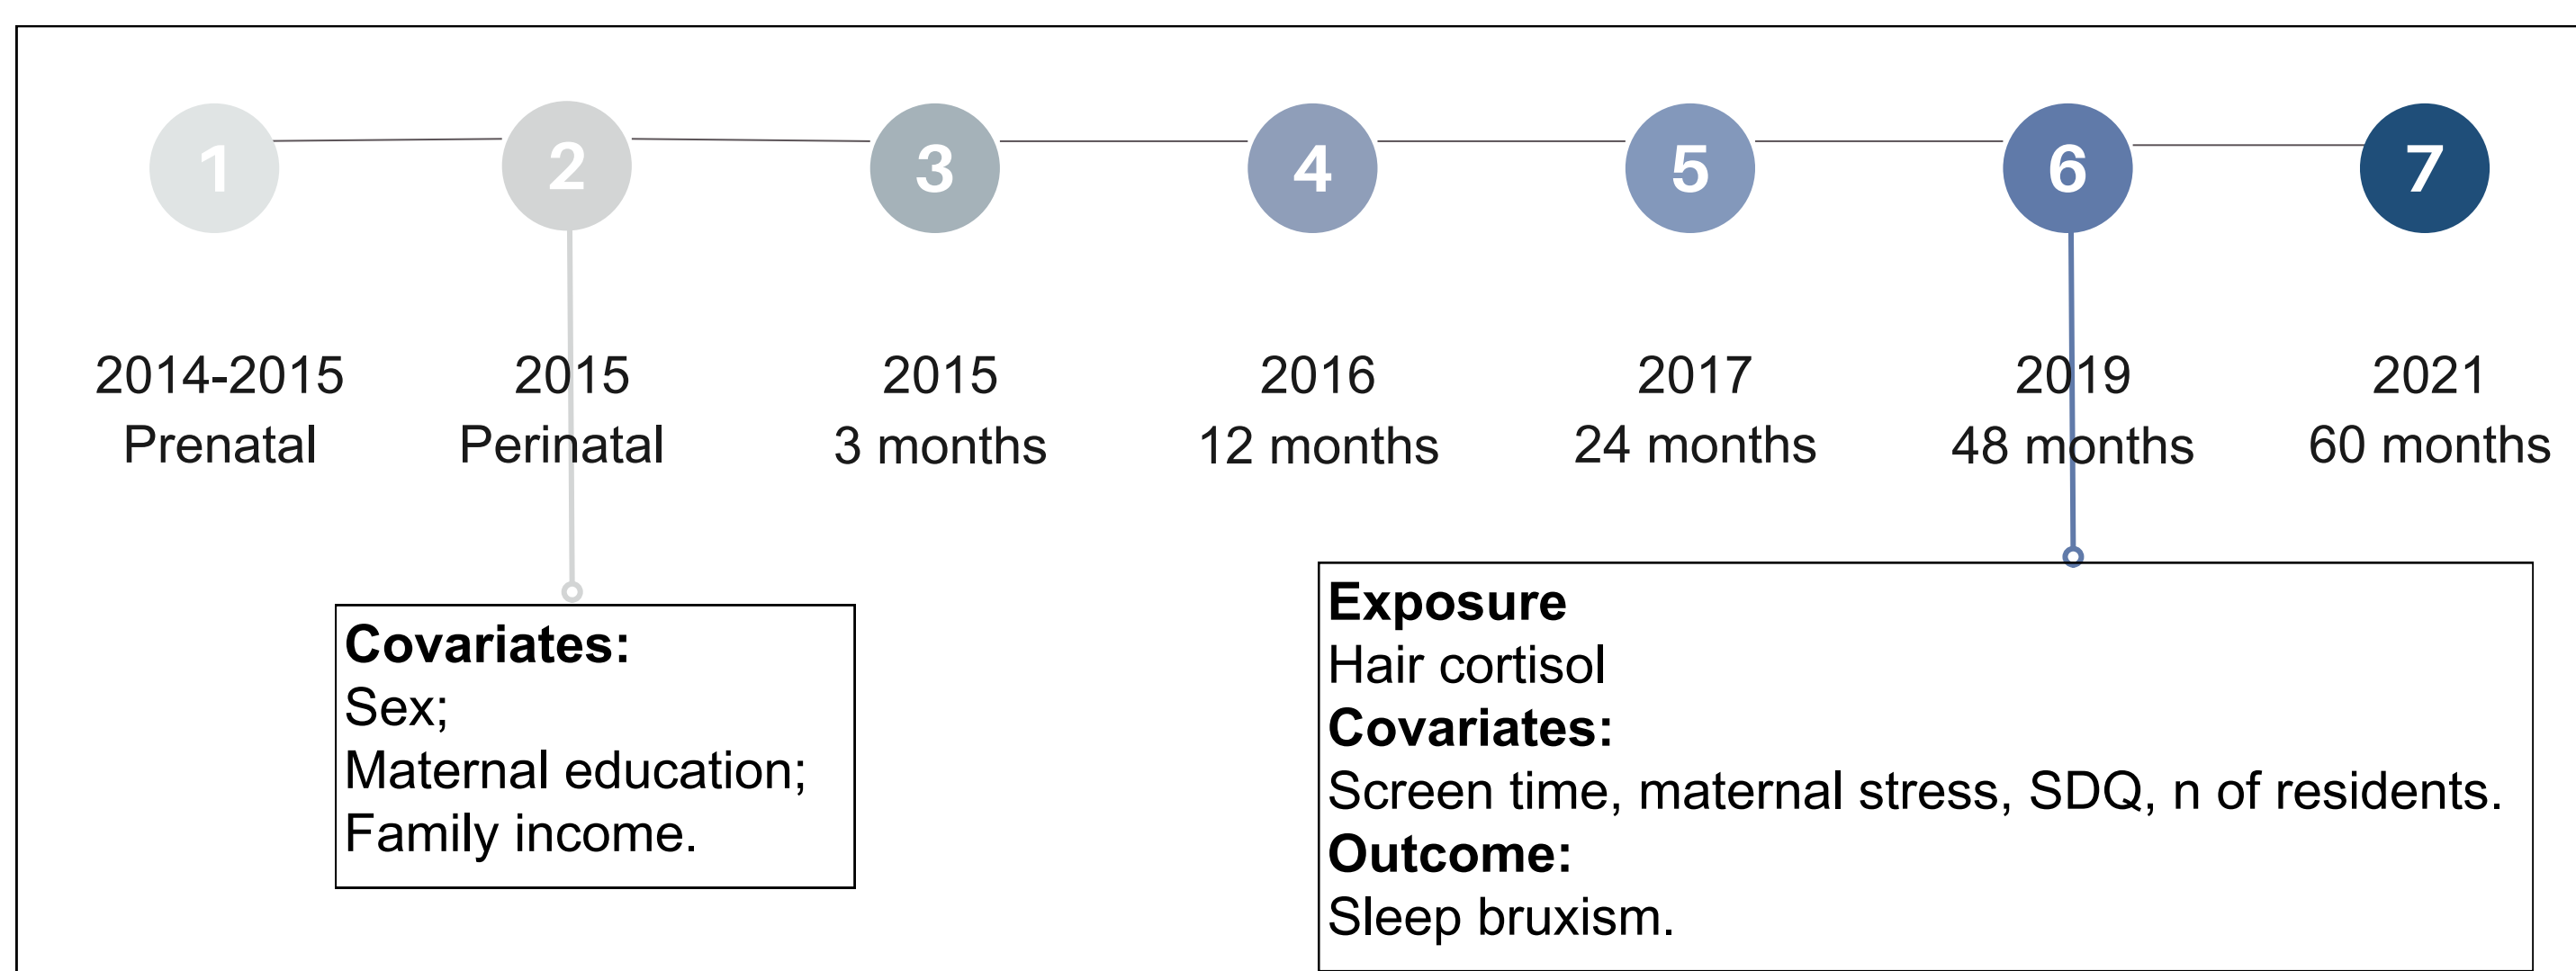 1 2 3 4 5 6 7
2014-2015 2015 2015 2016 2017 2019 2021
Prenatal Perinatal 3 months 12 months 24 months 48 months 60 months
Covariates:
Sex;
Maternal education;
Family income.
Exposure
Hair cortisol
Covariates:
Screen time, maternal stress, SDQ, n of residents.
Outcome:
Sleep bruxism.